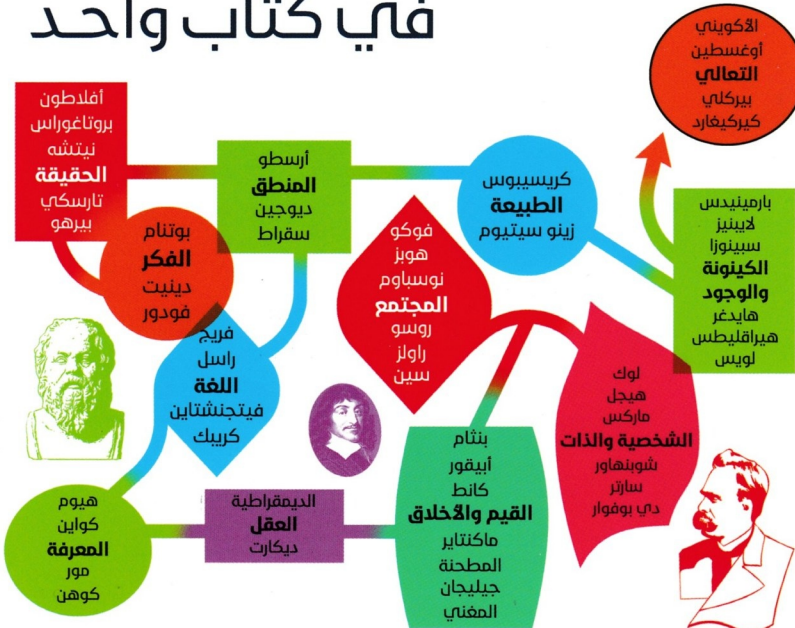 في كتاب واحد
الأكويني
أوغسطين
التعالي
بيركلي
كيركيغارد
أفلاطون
بروتاغوراس
نيتشه
الحقيقة
تارسكي
بيرهو
أرسطو
المنطق
ديوجين
سقراط
كريسيبوس
الطبيعة
زينو سيتيوم
بارمينيدس
لايبنيز
سبينوزا
الكينونة
والوجود
هايدغر
هيراقليطس
لويس
بوتنام
الفكر
دينيت
فودور
فوكو
هوبز
نوسباوم
المجتمع
روسو
راولز
سين
فريج
راسل
اللغة
فيتجنشتاين
كريبك
لوك
هيجل
ماركس
الشخصية والذات
شوبنهاور
سارتر
دي بوفوار
بنثام
أبيقور
كانط
القيم والأخلاق
ماكنتاير
المطحنة
جيليجان
المغني
الديمقراطية
العقل
ديكارت
هيوم
كواين
المعرفة
مور
كوهن